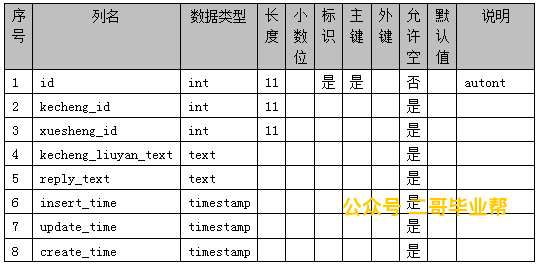 序号 列名 数据类型 长度 小数位 标识 主键 外键 允许空 默认值 说明
1 id int 11 是 是 否 autont
2 kecheng_id int 11 是
3 xuesheng_id int 11 是
4 kecheng_liuyan_text text 是
5 reply_text text 是
6 insert_time timestamp 是
7 update_time timestamp 是
8 create_time timestamp 是
公众号 二哥毕业帮